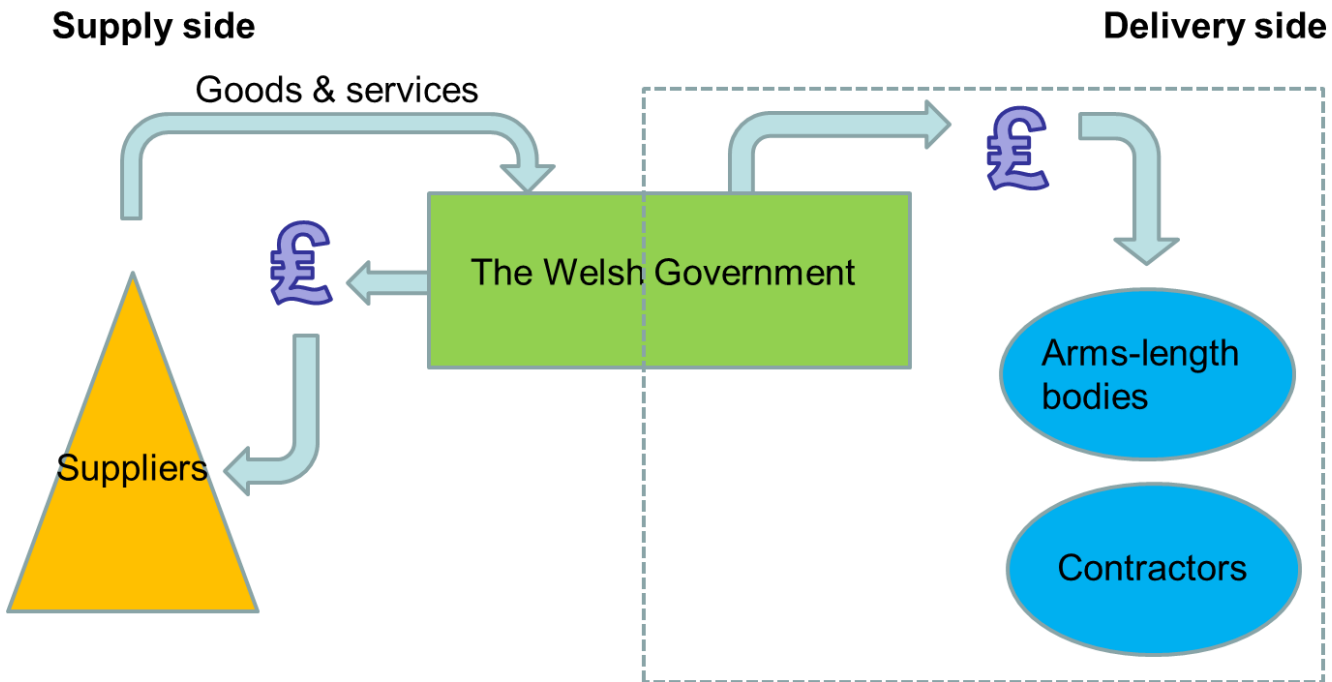 Supply side
Delivery side
Goods & services
£
£
The Welsh Government
Arms-length
bodies
Suppliers
Contractors